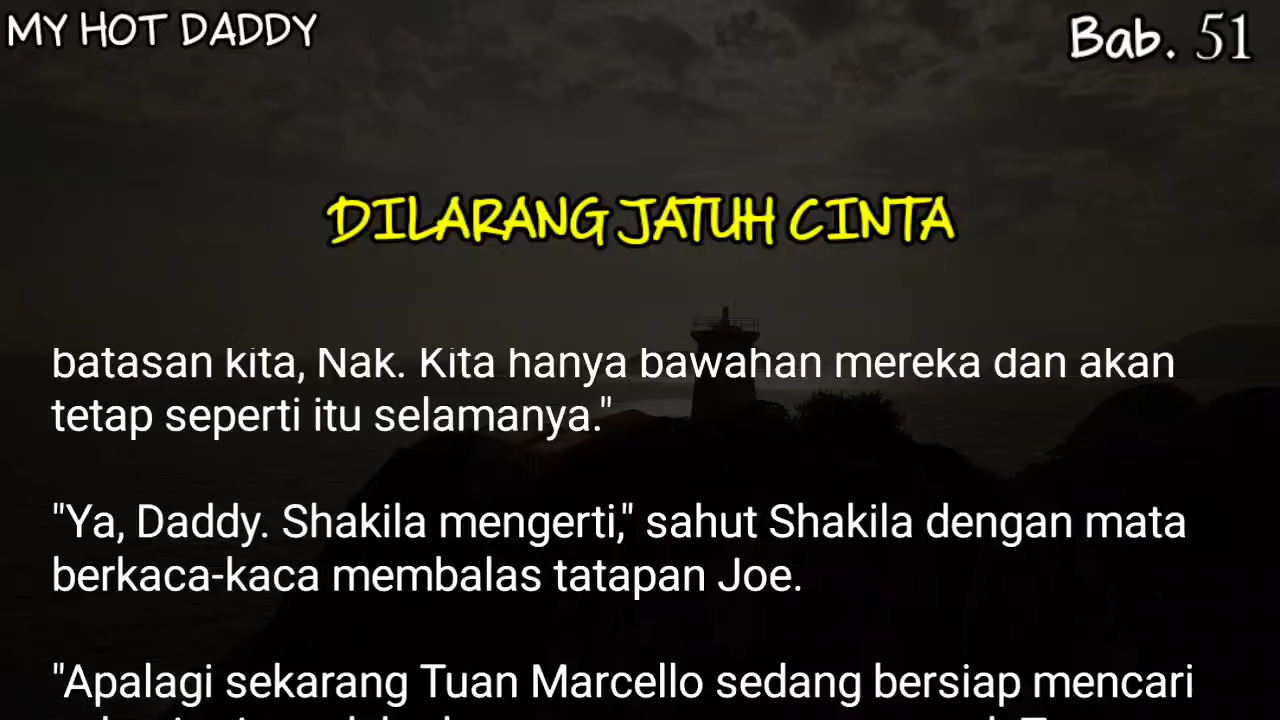 MY HOT DADDY
Bab. 51
DILARANG JATUH CINTA
batasan kita, Nak. Kita hanya bawahan mereka dan akan
tetap seperti itu selamanya."
"Ya, Daddy. Shakila mengerti," sahut Shakila dengan mata
berkaca-kaca membalas tatapan Joe.
"Apalagi sekarang Tuan Marcello sedang bersiap mencari